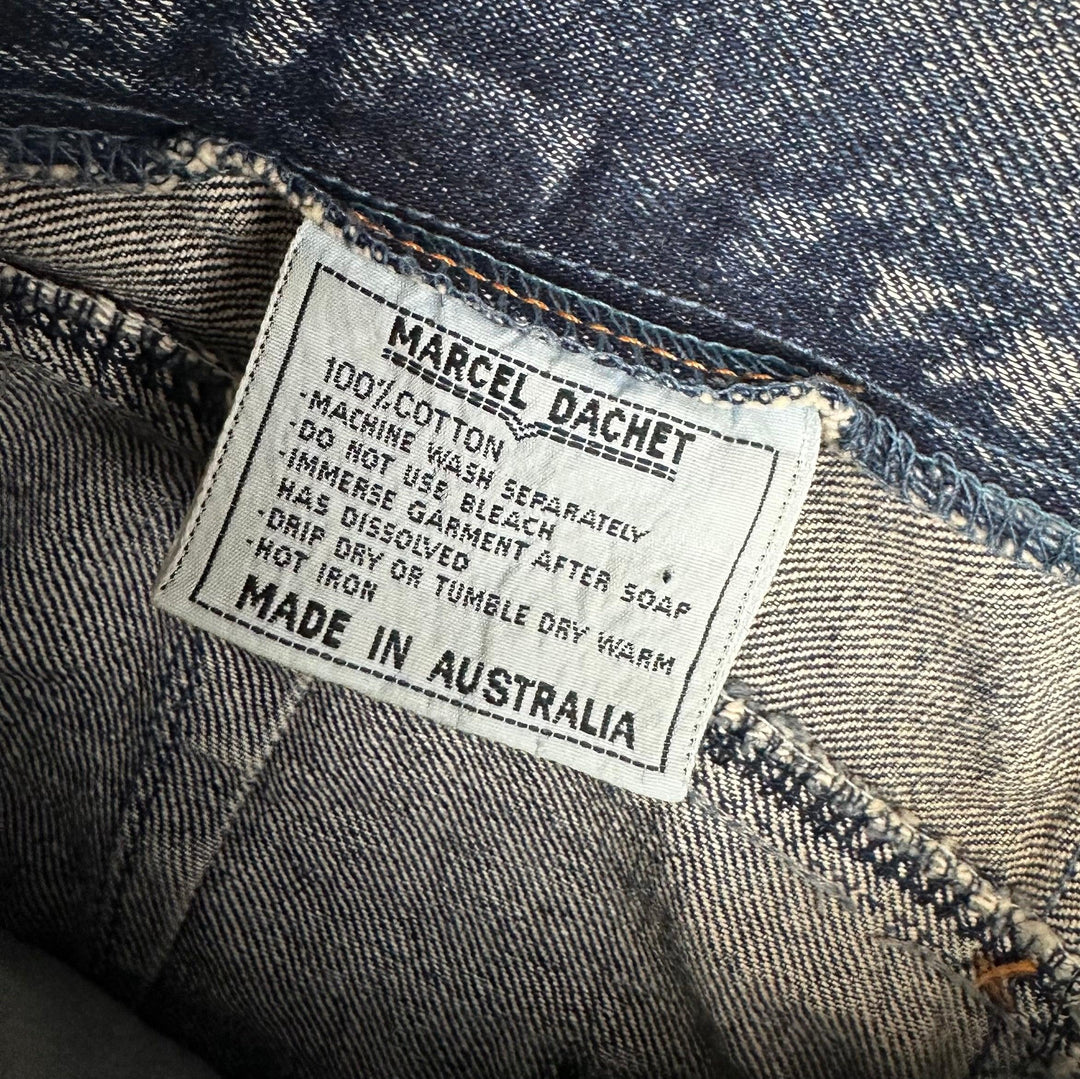 MARCEL DACHET
100% COTTON
-MACHINE WASH SEPARATELY
-DO NOT USE BLEACH
-IMMERSE GARMENT AFTER SOAP
HAS DISSOLVED
-DRIP DRY OR TUMBLE DRY WARM
-HOT IRON
MADE IN AUSTRALIA